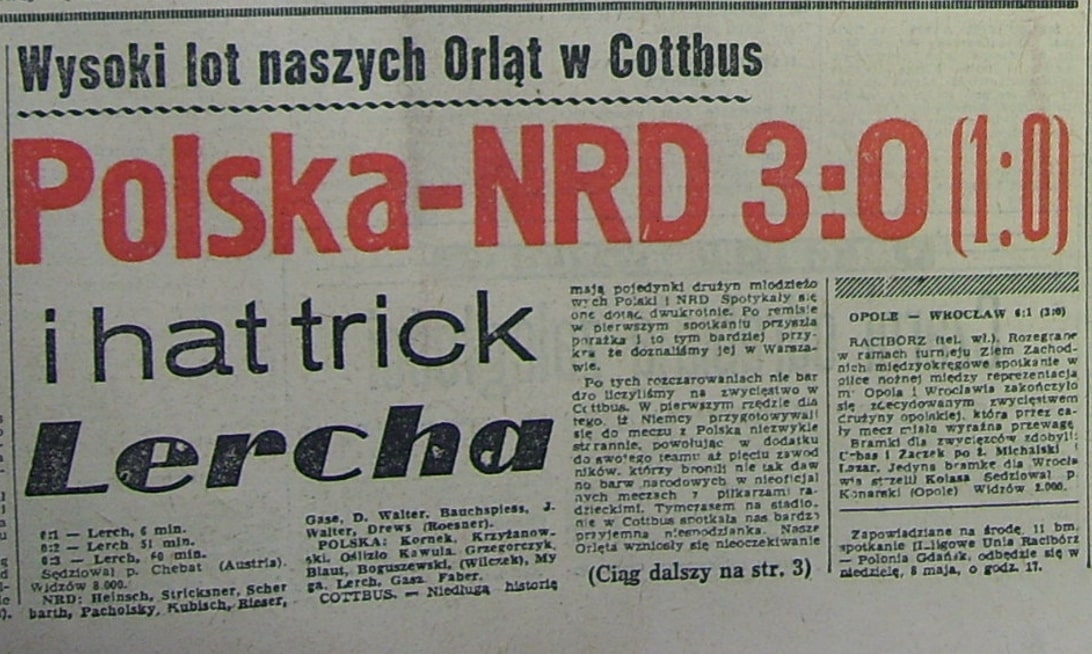 Wysoki lot naszych Orląt w Cottbus
Polska-NRD 3:0 (1:0)
i hat trick
Lercha
0:1 — Lerch, 6 min.
0:2 — Lerch 51 min.
0:3 — Lerch, 60 min.
Sędziował p. Chebat (Austria).
Widzów 8.000.
NRD: Heinsch, Stricksner, Scher
barth, Pacholsky, Kubisch, Rieser,
Gase, D. Walter, Bauchspiess, J.
Walter, Drews (Roesner).
POLSKA: Kornek, Krzyżanow-
ski, Oślizło Kawula, Grzegorczyk,
Blaut, Boguszewski, (Wilczek), My
ga, Lerch, Gasz, Faber.
COTTBUS. — Niedługą historię
mają pojedynki drużyn młodzieżo
wych Polski i NRD Spotykały się
one dotąc dwukrotnie. Po remisie
w pierwszym spotkaniu przyszła
porażka i to tym bardziej przy-
kra że doznaliśmy jej w Warsza-
wie.
Po tych rozczarowaniach nie bar
dzo liczyliśmy na zwycięstwo w
Cottbus. W pierwszym rzędzie dla
tego, iż Niemcy przygotowywali
się do meczu z Polską niezwykle
starannie, powołując w dodatku
do swojego teamu aż pięciu zawod
ników, którzy bronili nie tak daw
no barw narodowych w nieoficjal
nych meczach z piłkarzami ra-
dzieckimi. Tymczasem na stadio-
nie w Cottbus spotkała nas bardzo
przyjemna niespodzianka. Nasze
Orlęta wzniosły się nieoczekiwanie
(Ciąg dalszy na str. 3)
OPOLE — WROCŁAW 6:1 (3:0)
RACIBÓRZ (tel. wł.). Rozegrane
w ramach turnieju Ziem Zachod-
nich międzyokręgowe spotkanie w
piłce nożnej między reprezentacją
m. Opola i Wrocławia zakończyło
się zdecydowanym zwycięstwem
drużyny opolskiej, która przez ca-
ły mecz miała wyraźną przewagę
Bramki dla zwycięzców zdobyli:
i Zaczek po 2. Michalski i
Lozar. Jedyną bramkę dla Wrocła
wia strzelił Kolasa Sędziował p.
Konarski (Opole) Widzów 2.000.
Zapowiadane na środę 11 bm.
spotkanie II-ligowe Unia Racibórz
— Polonia Gdańsk, odbędzie się w
niedzielę, 8 maja, o godz. 17.